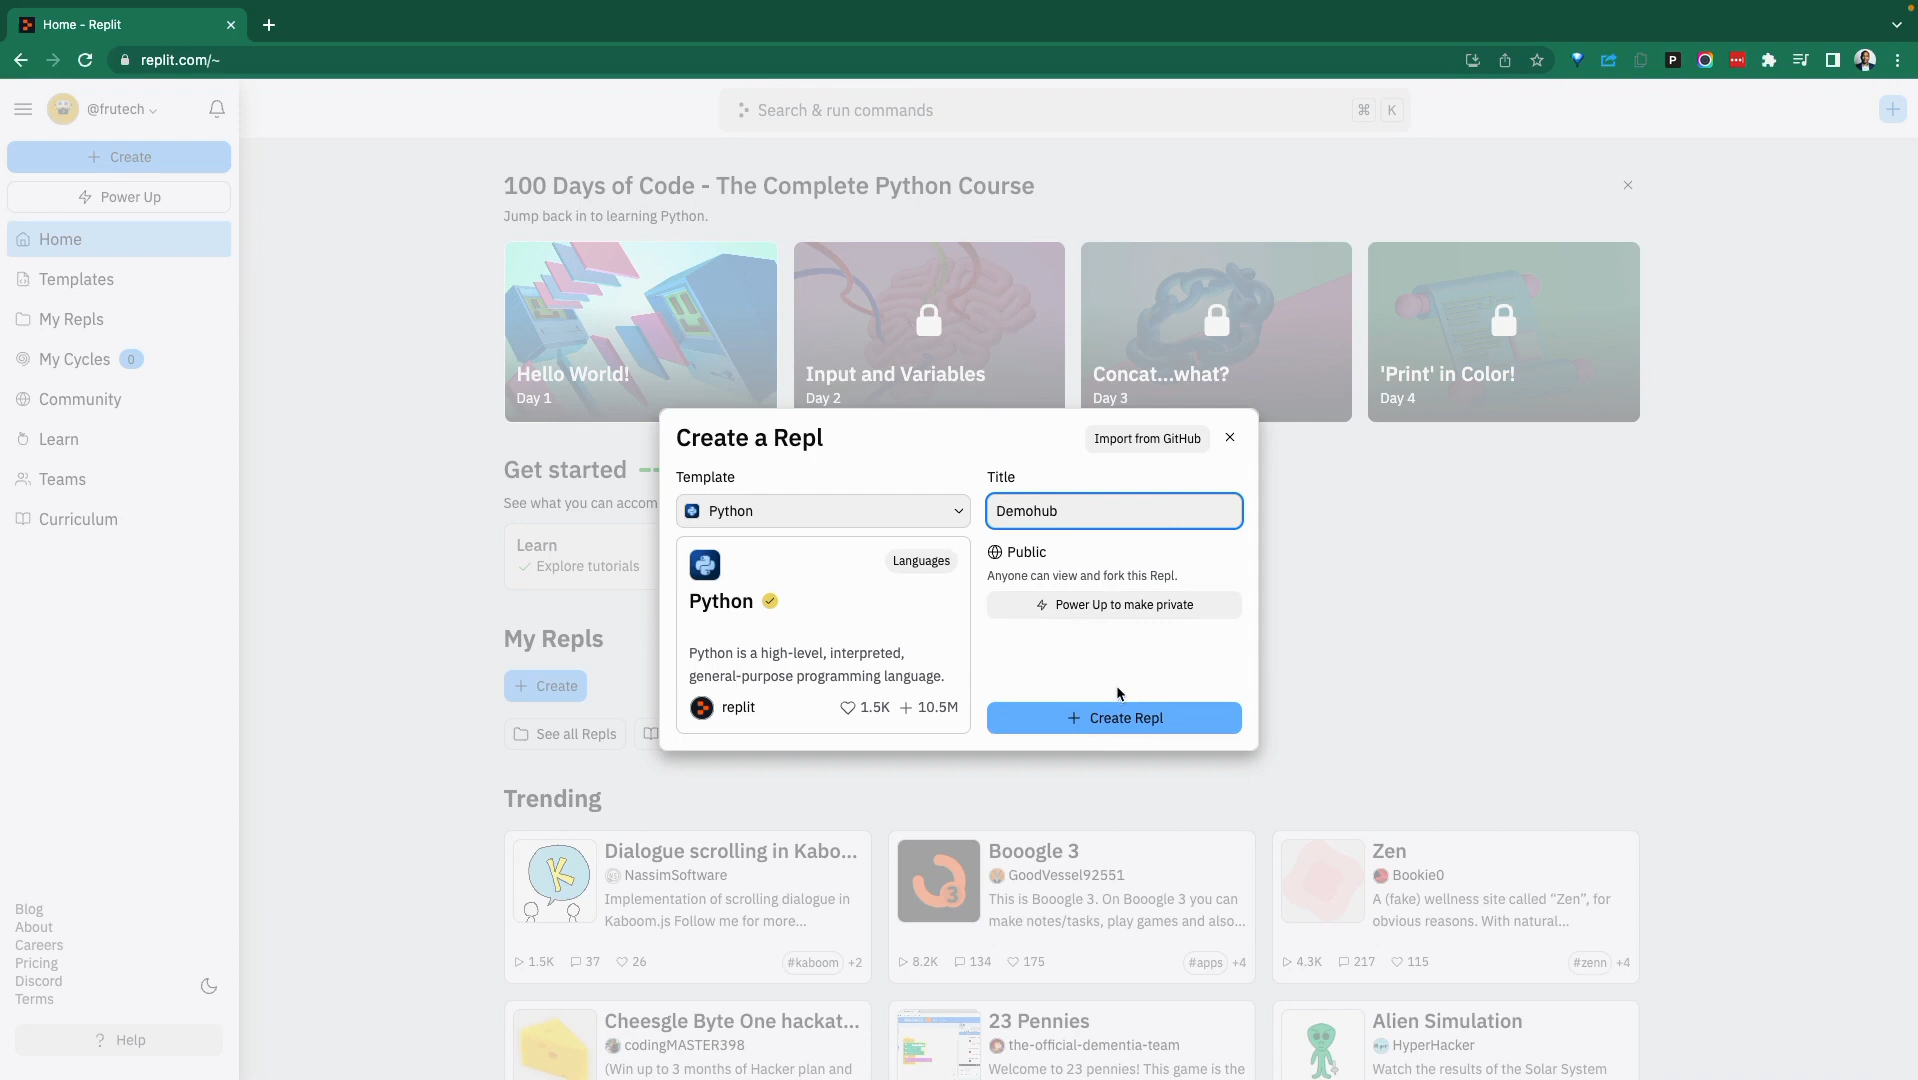 Home - Replit
replit.com/~
@frutech
Search & run commands
⌘ K
+ Create
Power Up
Home
Templates
My Repls
My Cycles 0
Community
Learn
Teams
Curriculum
Blog
About
Careers
Pricing
Discord
Terms
? Help
100 Days of Code - The Complete Python Course
Jump back in to learning Python.
Hello World!
Day 1
Input and Variables
Day 2
Concat...what?
Day 3
'Print' in Color!
Day 4
Get started
See what you can accom
Learn
Explore tutorials
My Repls
+ Create
See all Repls
Create a Repl
Import from GitHub
Template
Python
Languages
Python
Python is a high-level, interpreted,
general-purpose programming language.
replit
1.5K + 10.5M
Title
Demohub
Public
Anyone can view and fork this Repl.
Power Up to make private
+ Create Repl
Trending
Dialogue scrolling in Kabo...
NassimSoftware
Implementation of scrolling dialogue in
Kaboom.js Follow me for more...
1.5K 37 26 #kaboom +2
Booogle 3
GoodVessel92551
This is Booogle 3. On Booogle 3 you can
make notes/tasks, play games and also...
8.2K 134 175 #apps +4
Zen
Bookie0
A (fake) wellness site called “Zen”, for
obvious reasons. With natural...
4.3K 217 115 #zenn +4
Cheesgle Byte One hackat...
codingMASTER398
(Win up to 3 months of Hacker plan and
23 Pennies
the-official-dementia-team
Welcome to 23 pennies! This game is the
Alien Simulation
HyperHacker
Watch the results of the Solar System